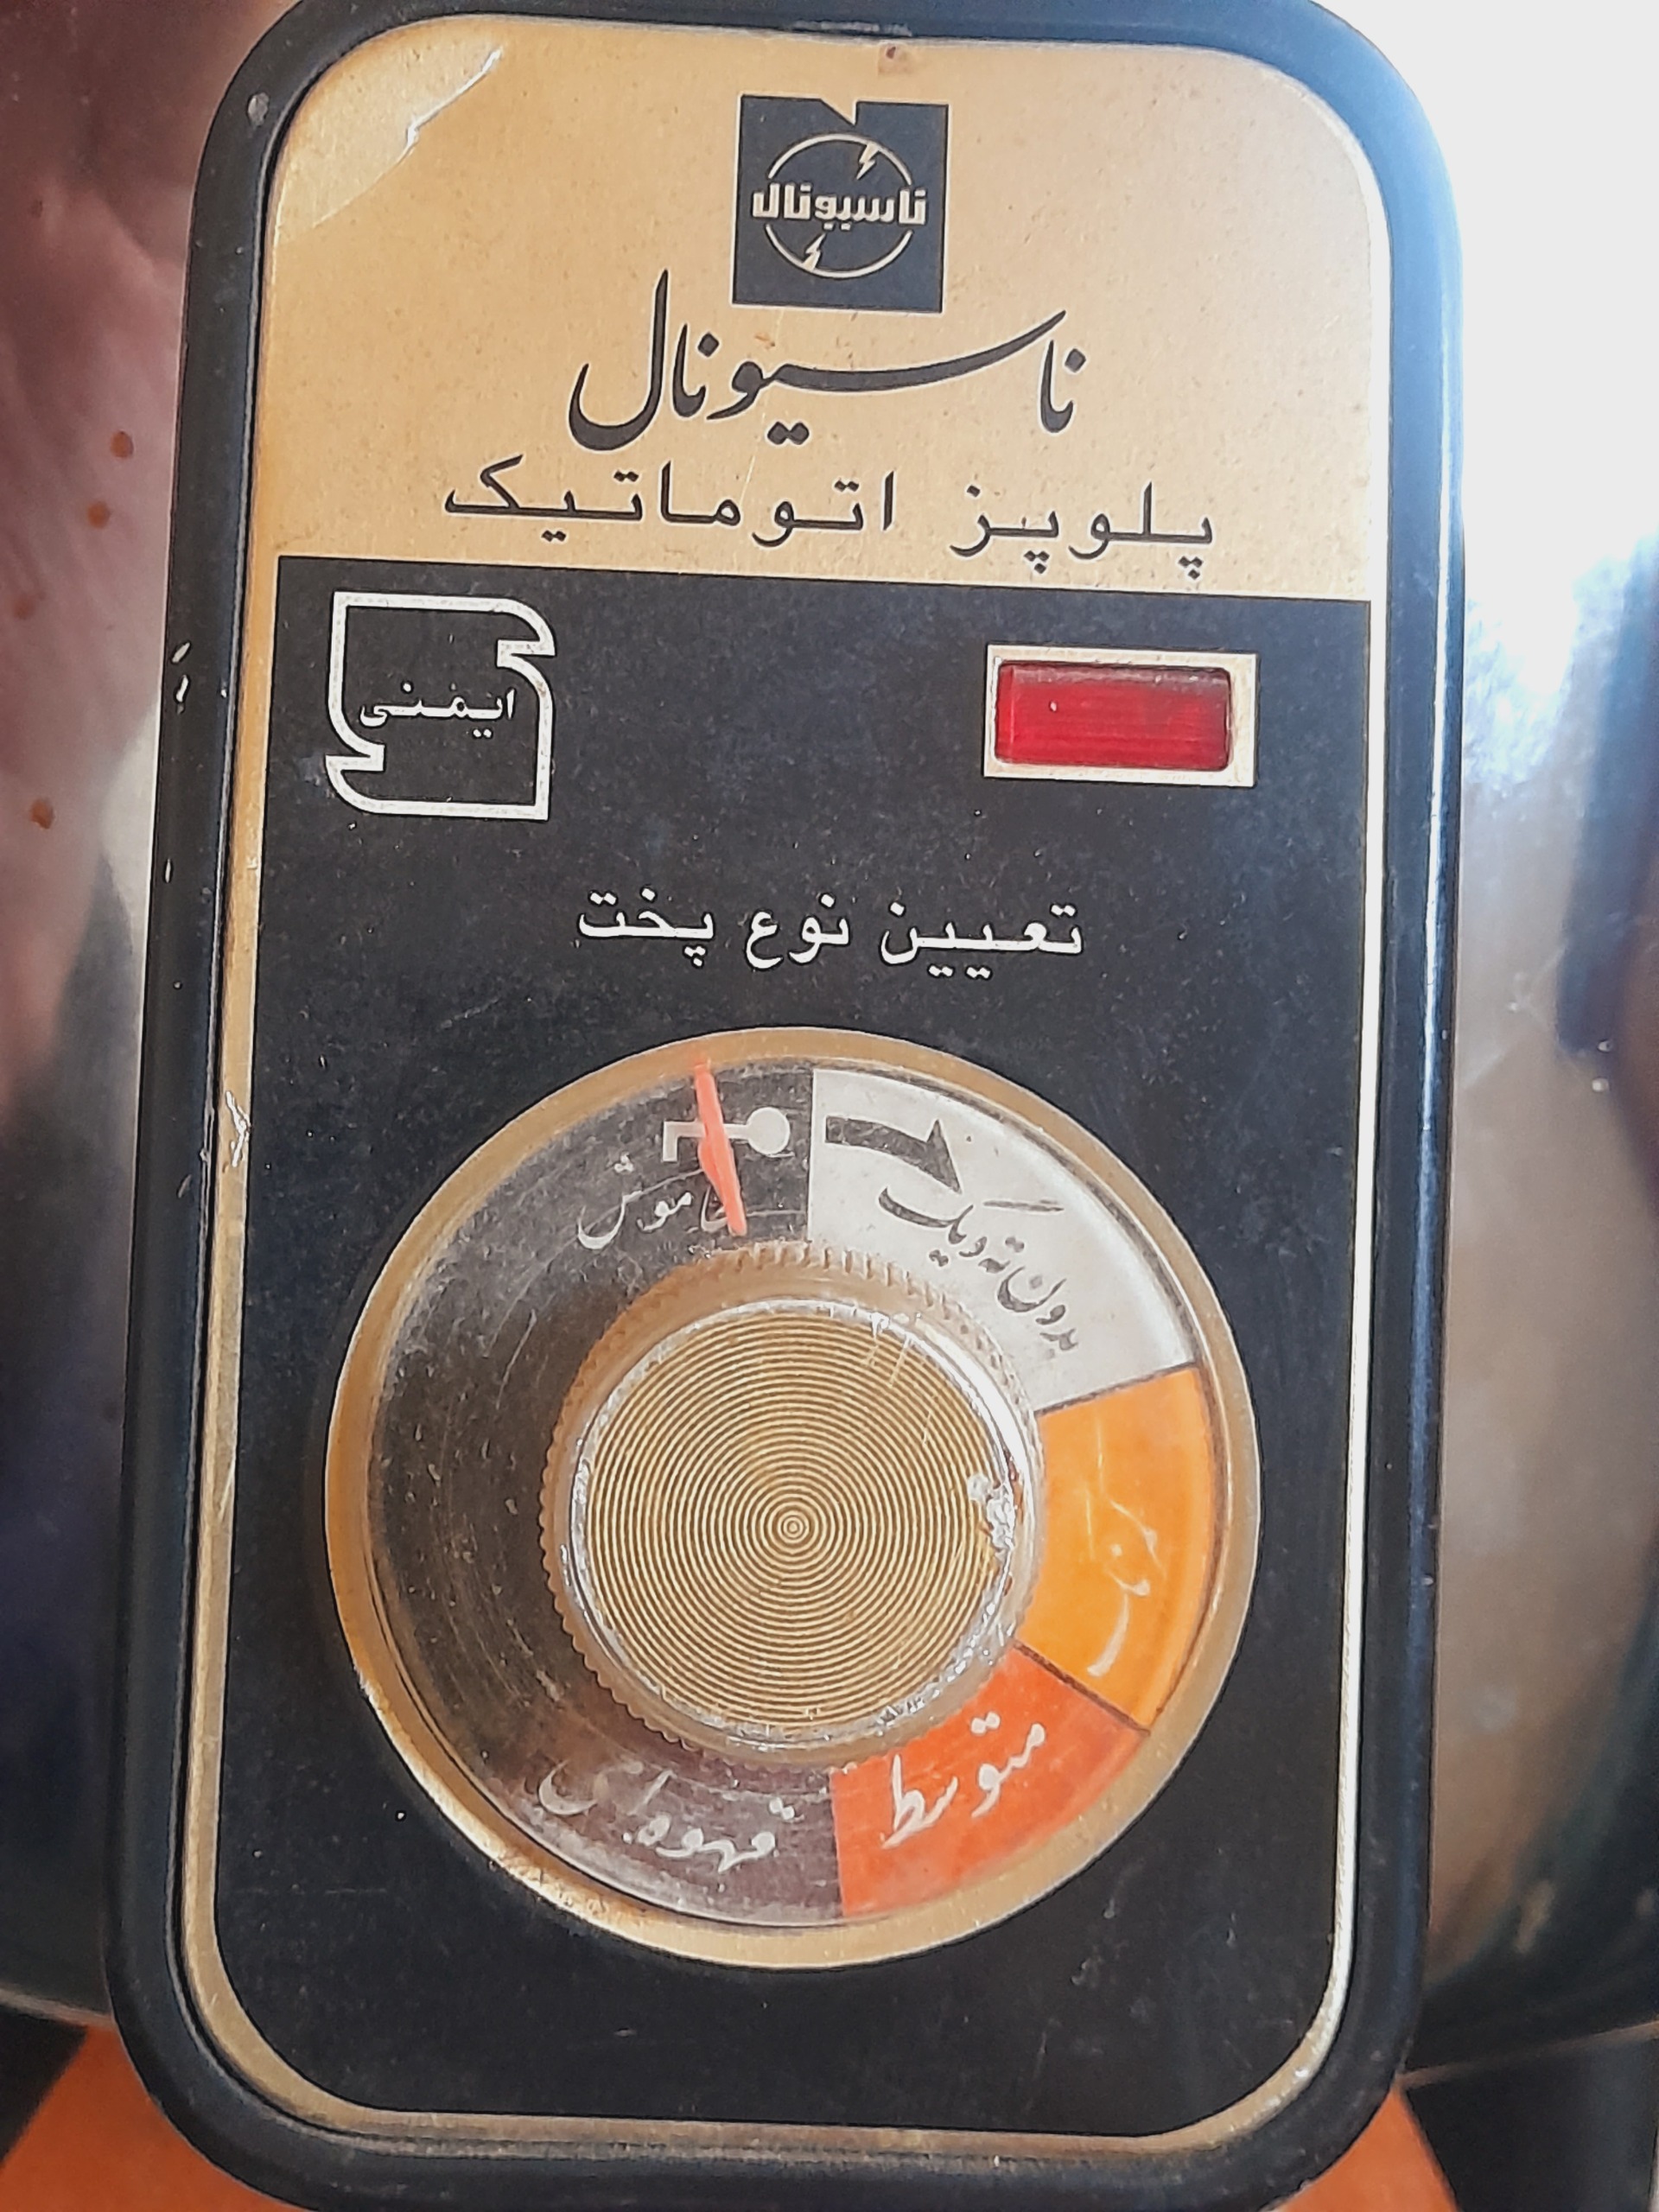 ناسیونال
ناسیونال
پلوپز اتوماتیک
ایمنی
تعیین نوع پخت
خاموش
بدون ته دیگ
متوسط
قهوه‌ای